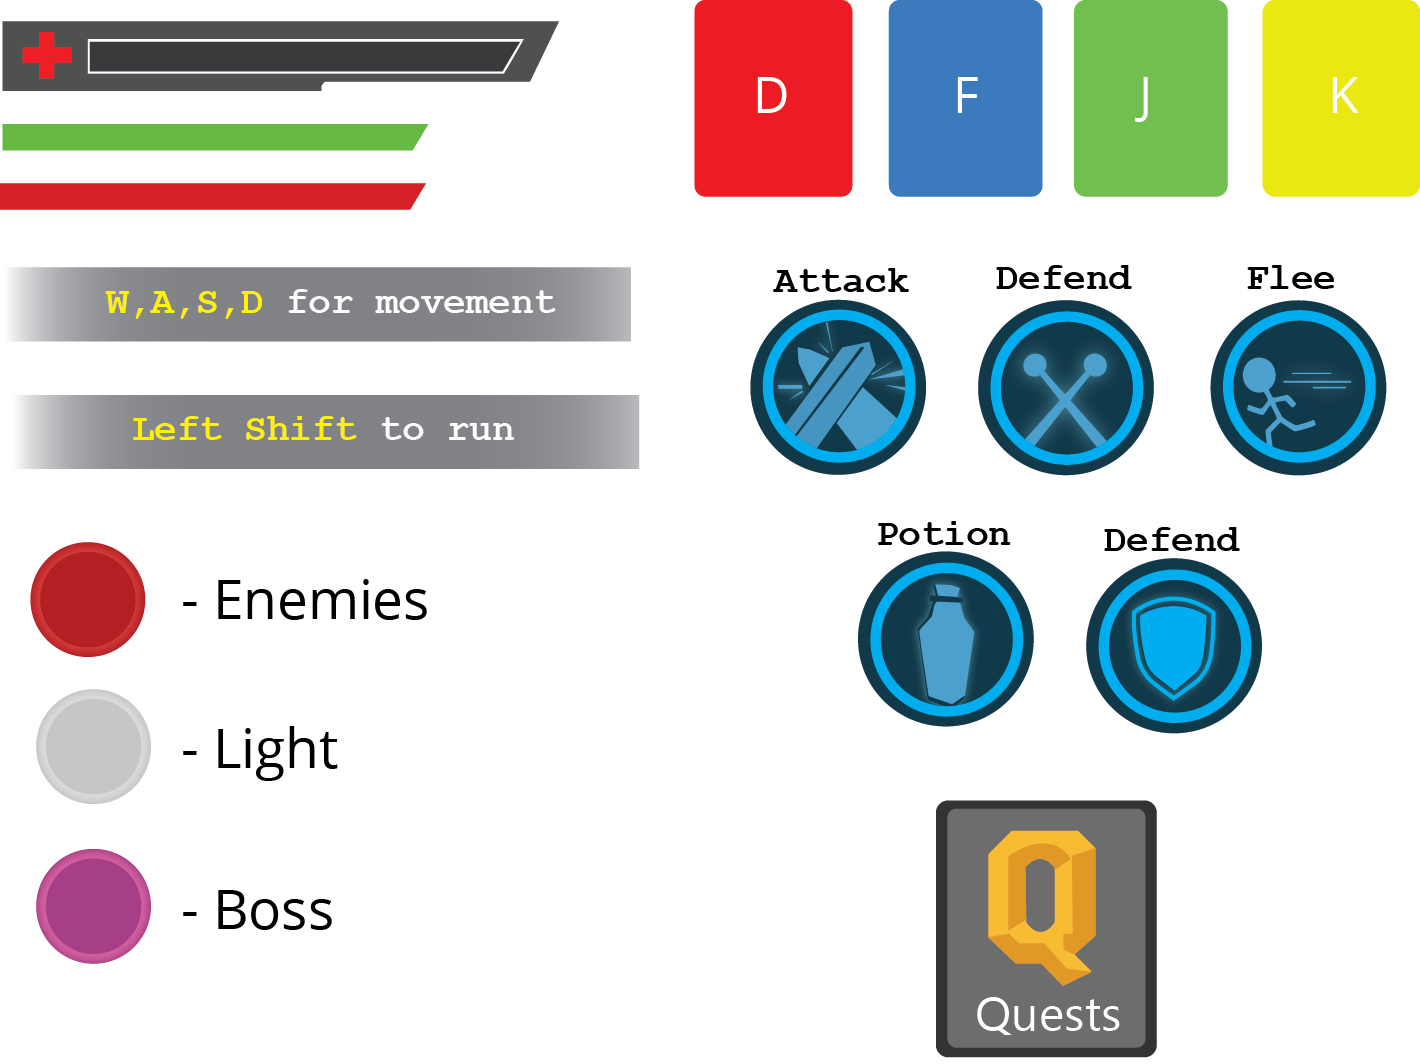 D F J K
W,A,S,D for movement
Left Shift to run
- Enemies
- Light
- Boss
Attack Defend Flee
Potion Defend
Q
Quests